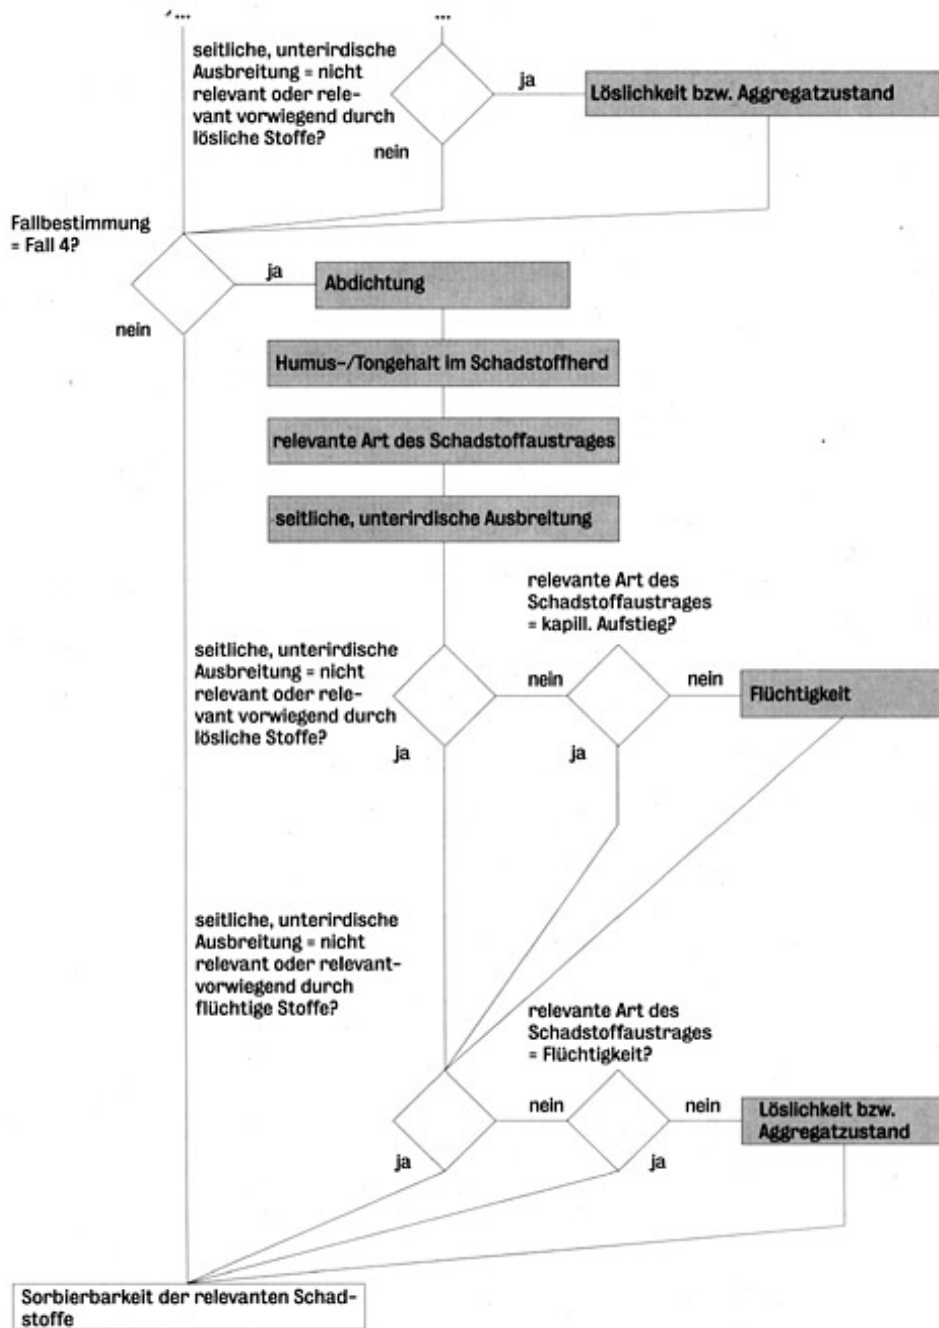 ...
...
seitliche, unterirdische
Ausbreitung = nicht
relevant oder rele-
vant vorwiegend durch
lösliche Stoffe?
ja
Löslichkeit bzw. Aggregatzustand
nein
Fallbestimmung
= Fall 4?
ja
Abdichtung
nein
Humus-/Tongehalt im Schadstoffherd
relevante Art des Schadstoffaustrages
seitliche, unterirdische Ausbreitung
relevante Art des
Schadstoffaustrages
= kapill. Aufstieg?
seitliche, unterirdische
Ausbreitung = nicht
relevant oder rele-
vant vorwiegend durch
lösliche Stoffe?
nein
nein
Flüchtigkeit
ja
ja
seitliche, unterirdische
Ausbreitung = nicht
relevant oder relevant-
vorwiegend durch
flüchtige Stoffe?
relevante Art des
Schadstoffaustrages
= Flüchtigkeit?
nein
nein
Löslichkeit bzw.
Aggregatzustand
ja
ja
Sorbierbarkeit der relevanten Schad-
stoffe